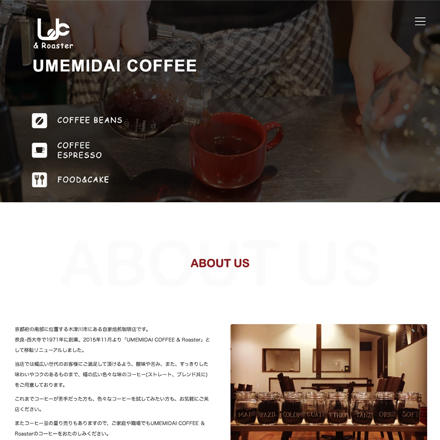 & Roaster
UMEMIDAI COFFEE
COFFEE BEANS
COFFEE
ESPRESSO
FOOD&CAKE
ABOUT US
ABOUT US
京都府の南部に位置する木津川市にある自家焙煎珈琲店です。
奈良-西大寺で1971年に創業。2015年11月より「UMEMIDAI COFFEE & Roaster」と
して移転リニューアルしました。
当店では幅広い世代のお客様にご満足して頂けるよう、酸味や苦み、また、すっきりした
味わいやコクのあるものまで、幅の広い色々な味のコーヒー(ストレート、ブレンド共に)
をご用意しております。
これまでコーヒーが苦手だった方も、色々なコーヒーを試してみたい方も、お気軽にご来
店ください。
またコーヒー豆の量り売りもありますので、ご家庭や職場でもUMEMIDAI COFFEE &
Roasterのコーヒーをおたのしみください。